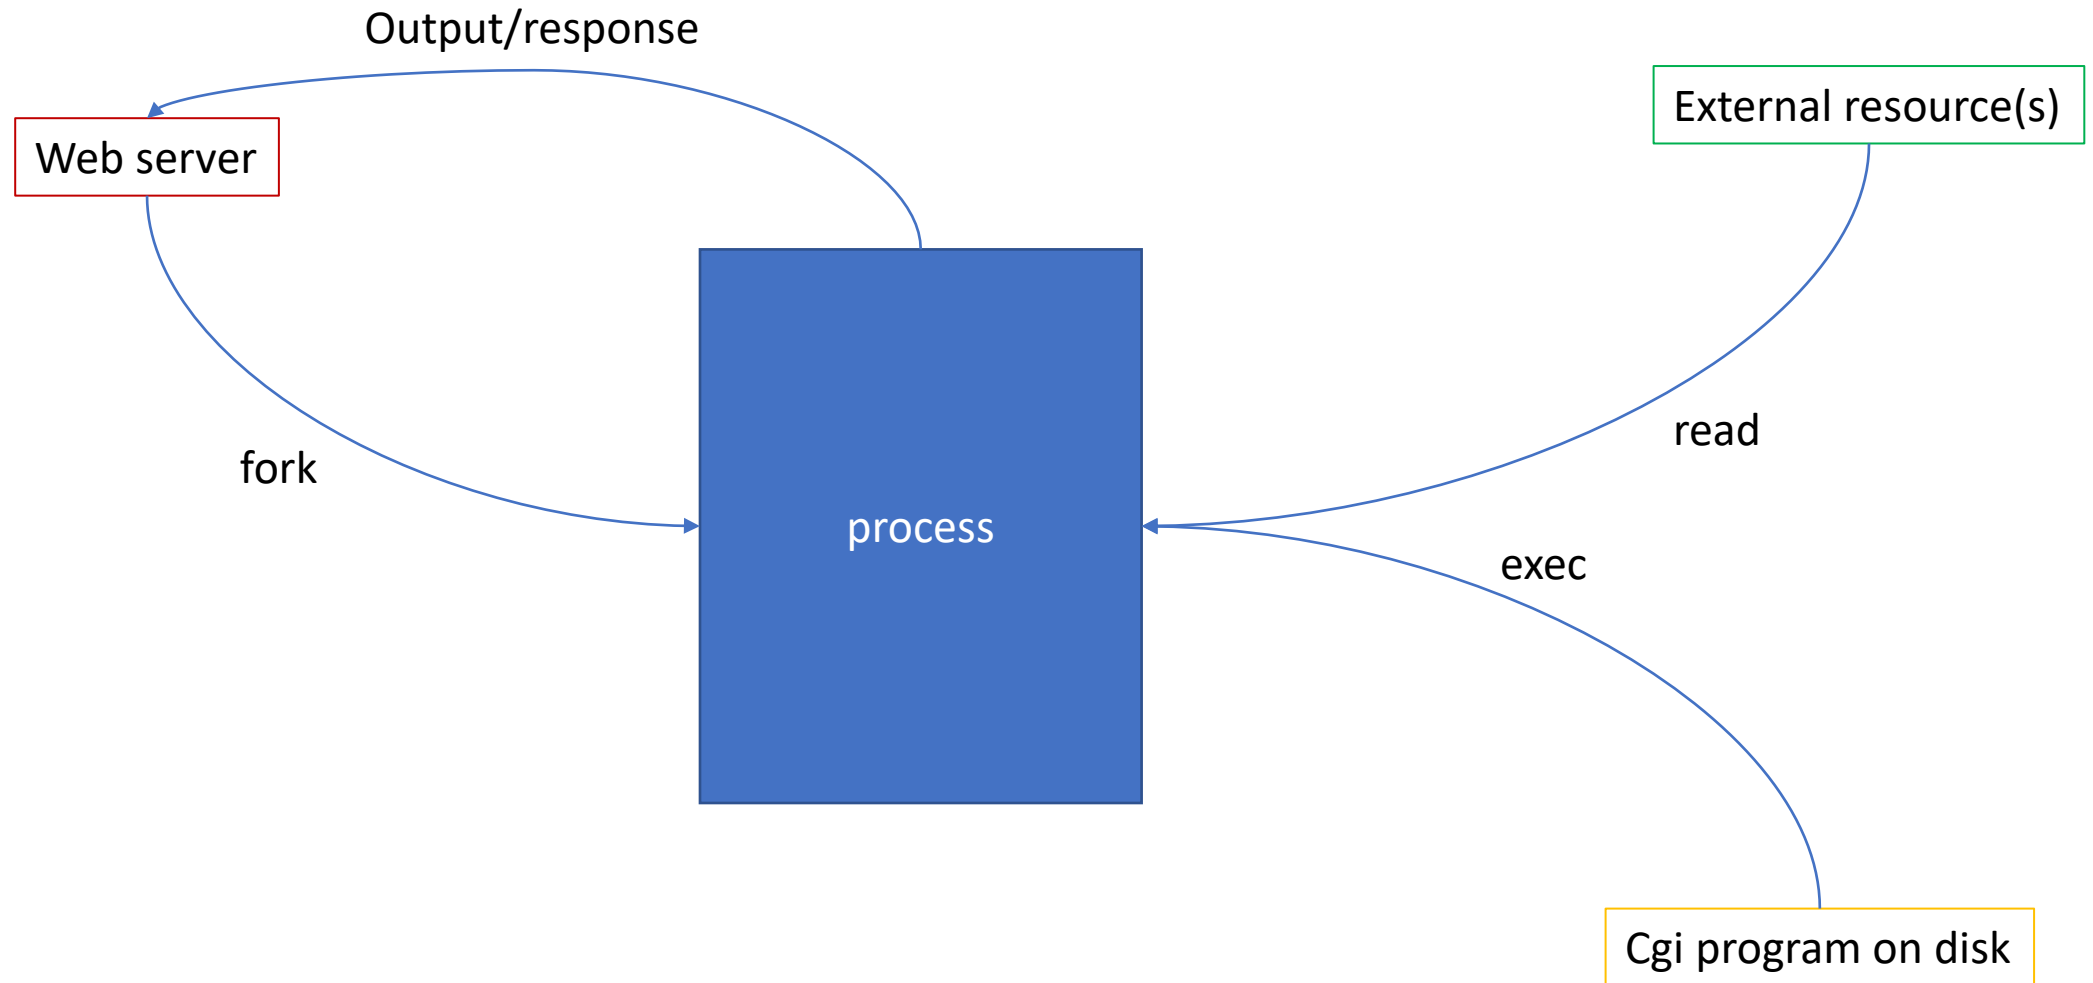 Output/response
External resource(s)
Web server
read
fork
process
exec
Cgi program on disk